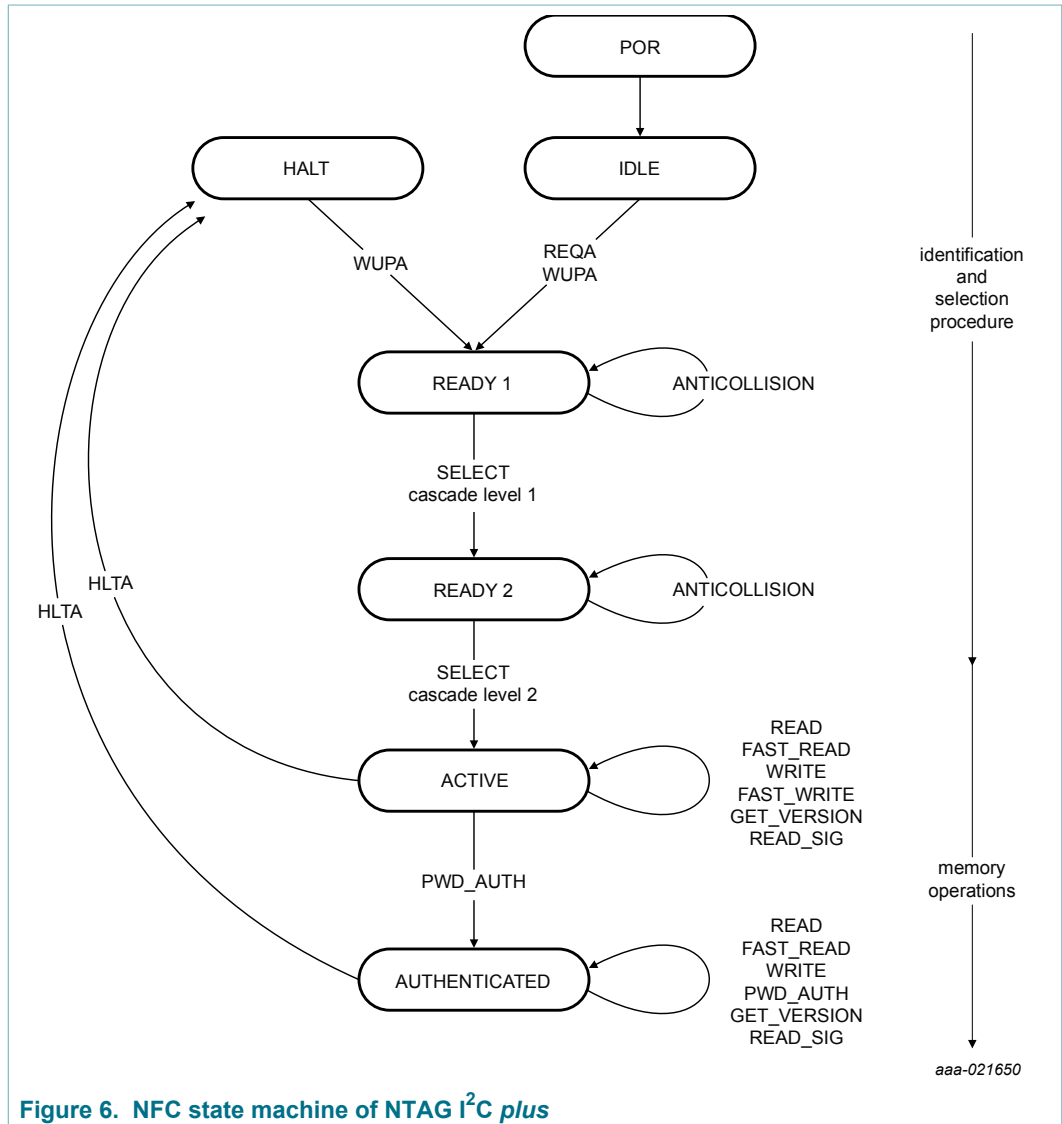 POR
HALT
IDLE
WUPA
REQA
WUPA
identification
and
selection
procedure
READY 1
ANTICOLLISION
SELECT
cascade level 1
READY 2
ANTICOLLISION
HLTA
HLTA
SELECT
cascade level 2
ACTIVE
READ
FAST_READ
WRITE
FAST_WRITE
GET_VERSION
READ_SIG
PWD_AUTH
memory
operations
AUTHENTICATED
READ
FAST_READ
WRITE
PWD_AUTH
GET_VERSION
READ_SIG
aaa-021650
Figure 6. NFC state machine of NTAG I²C plus